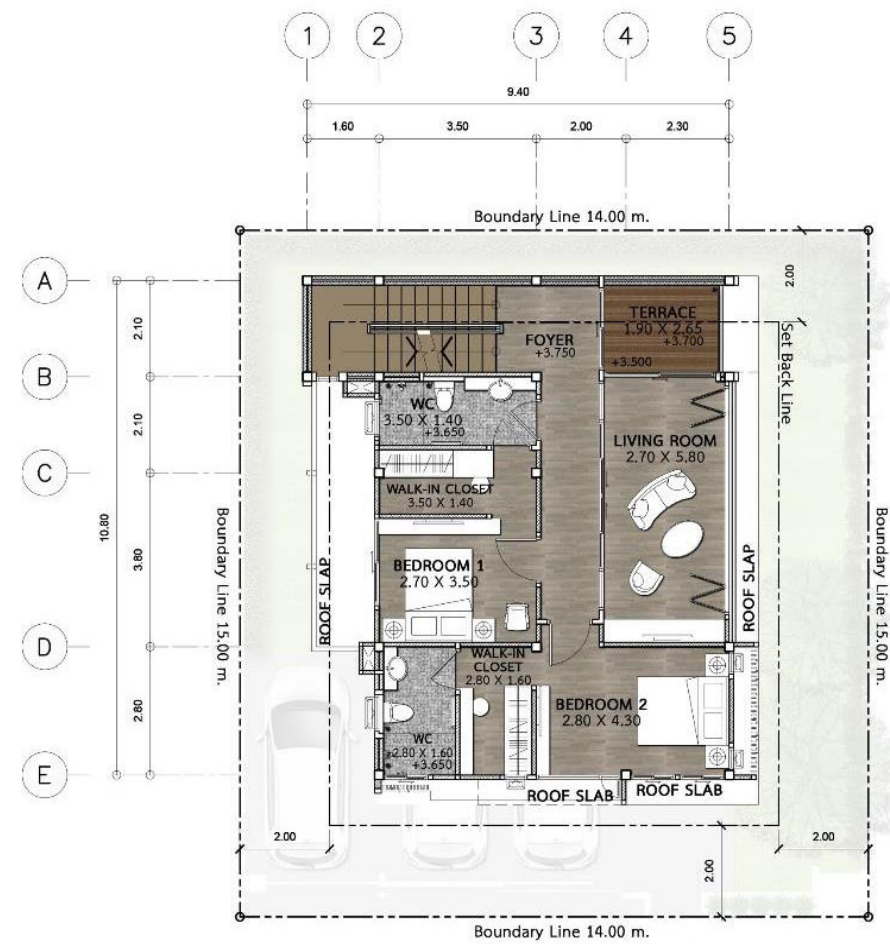 1
2
3
4
5
9.40
1.60
3.50
2.00
2.30
Boundary Line 14.00 m.
A
B
C
D
E
2.10
2.10
3.80
2.80
10.80
2.00
TERRACE
1.90 X 2.65
+3.700
+3.500
FOYER
+3.750
Set Back Line
WC
3.50 X 1.40
+3.650
LIVING ROOM
2.70 X 5.80
WALK-IN CLOSET
3.50 X 1.40
Boundary Line 15.00 m.
Boundary Line 15.00 m.
ROOF SLAP
ROOF SLAP
BEDROOM 1
2.70 X 3.50
WALK-IN
CLOSET
2.80 X 1.60
BEDROOM 2
2.80 X 4.30
WC
2.80 X 1.60
+3.650
ROOF SLAB
ROOF SLAB
2.00
2.00
2.00
Boundary Line 14.00 m.